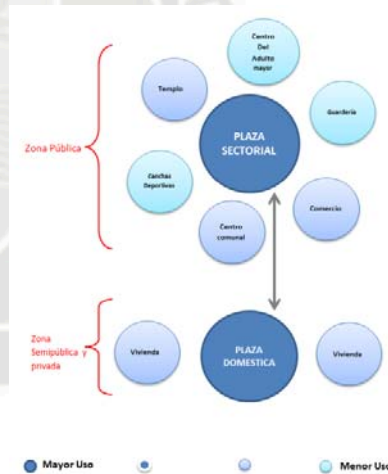 Centro
Del
Adulto
mayor
Templo
Guardería
Zona Pública
PLAZA
SECTORIAL
Canchas
Deportivas
Comercio
Centro
comunal
Zona
Semipública y
privada
Vivienda
PLAZA
DOMESTICA
Vivienda
Mayor Uso
Menor Uso